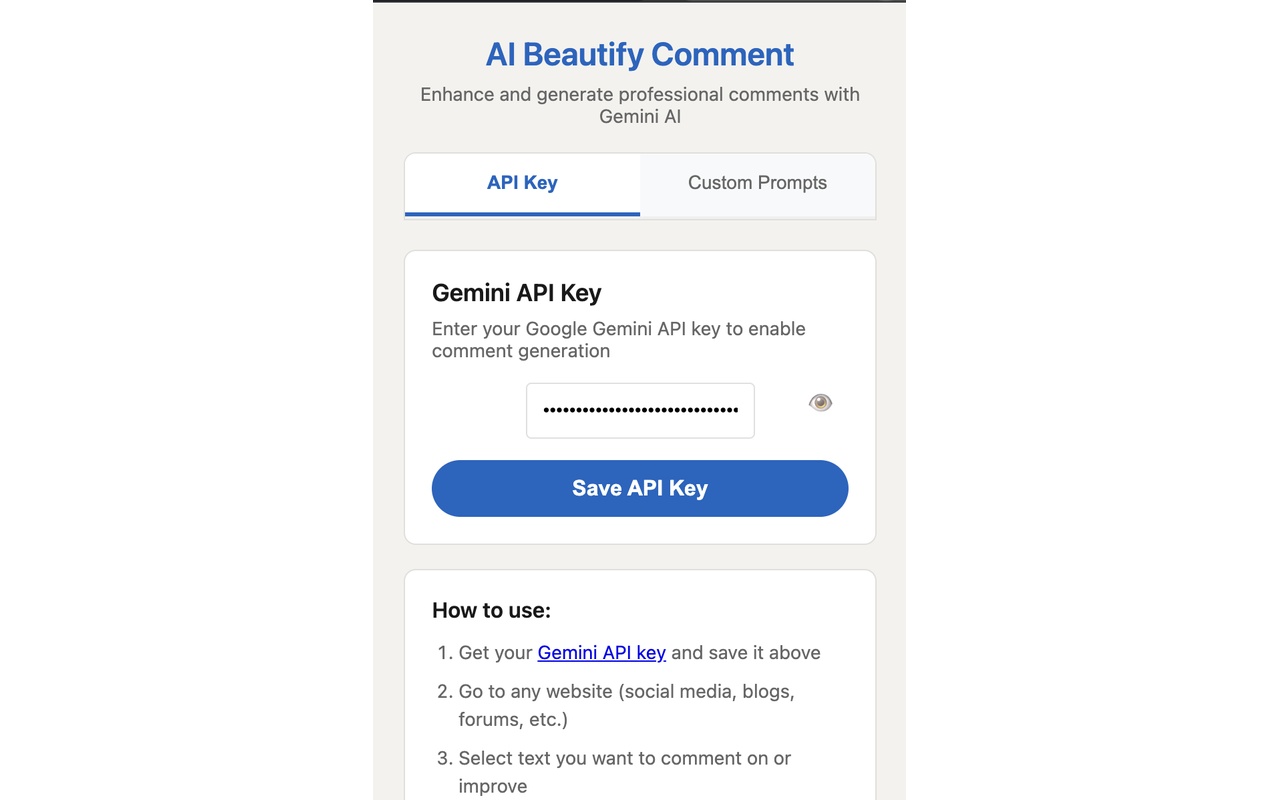 AI Beautify Comment
Enhance and generate professional comments with
Gemini AI
API Key
Custom Prompts
Gemini API Key
Enter your Google Gemini API key to enable
comment generation
Save API Key
How to use:
1. Get your Gemini API key and save it above
2. Go to any website (social media, blogs,
forums, etc.)
3. Select text you want to comment on or
improve